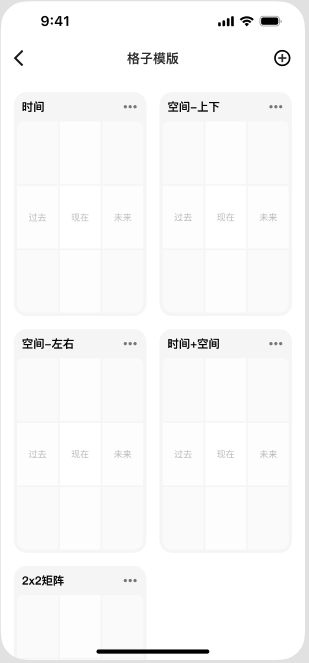 9:41
格子模版
时间
空间-上下
过去 现在 未来
过去 现在 未来
空间-左右
时间+空间
过去 现在 未来
过去 现在 未来
2x2矩阵